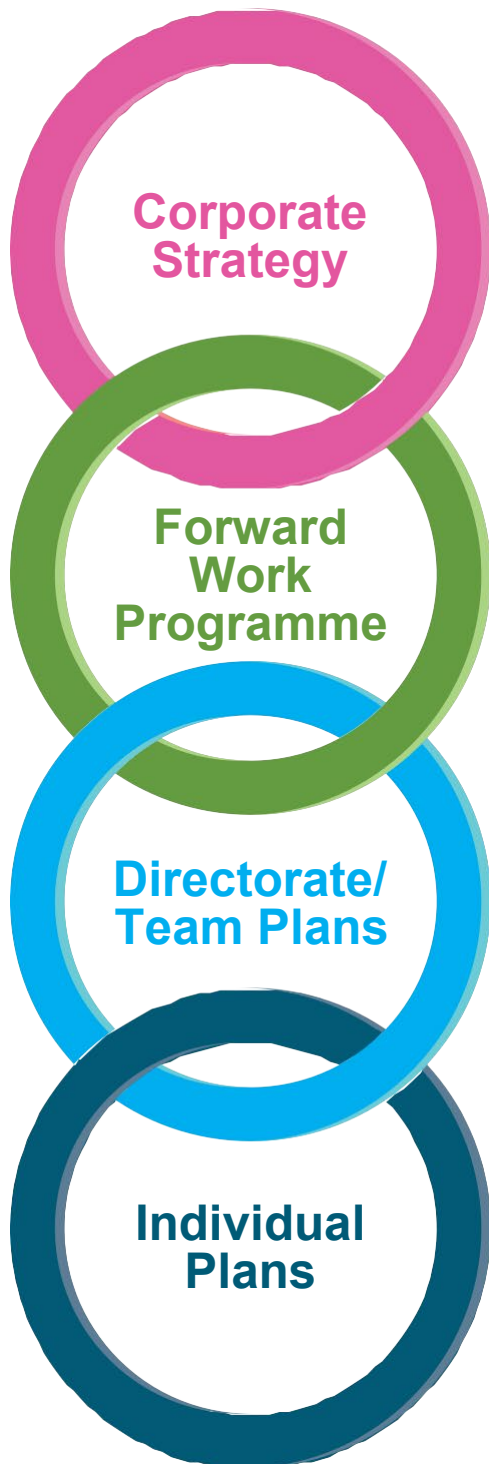 Corporate
Strategy
Forward
Work
Programme
Directorate/
Team Plans
Individual
Plans